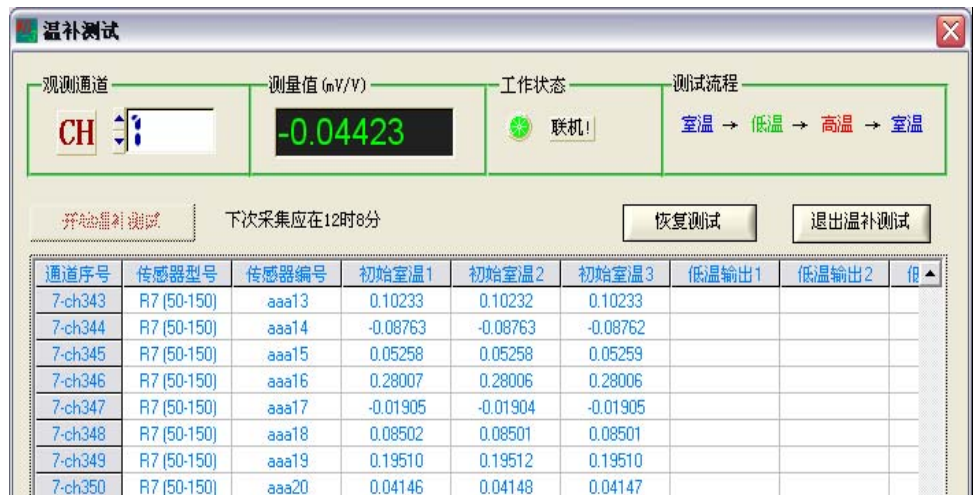 温补测试
观测通道 测量值(mV/V) 工作状态 测试流程
CH 1 -0.04423 联机! 室温 → 低温 → 高温 → 室温
开始温补测试 下次采集应在12时8分 恢复测试 退出温补测试
通道序号 传感器型号 传感器编号 初始室温1 初始室温2 初始室温3 低温输出1 低温输出2
7-ch343 R7 (50-150) aaa13 0.10233 0.10232 0.10233
7-ch344 R7 (50-150) aaa14 -0.08763 -0.08763 -0.08762
7-ch345 R7 (50-150) aaa15 0.05258 0.05258 0.05259
7-ch346 R7 (50-150) aaa16 0.28007 0.28006 0.28006
7-ch347 R7 (50-150) aaa17 -0.01905 -0.01904 -0.01905
7-ch348 R7 (50-150) aaa18 0.08502 0.08501 0.08501
7-ch349 R7 (50-150) aaa19 0.19510 0.19512 0.19510
7-ch350 R7 (50-150) aaa20 0.04146 0.04148 0.04147